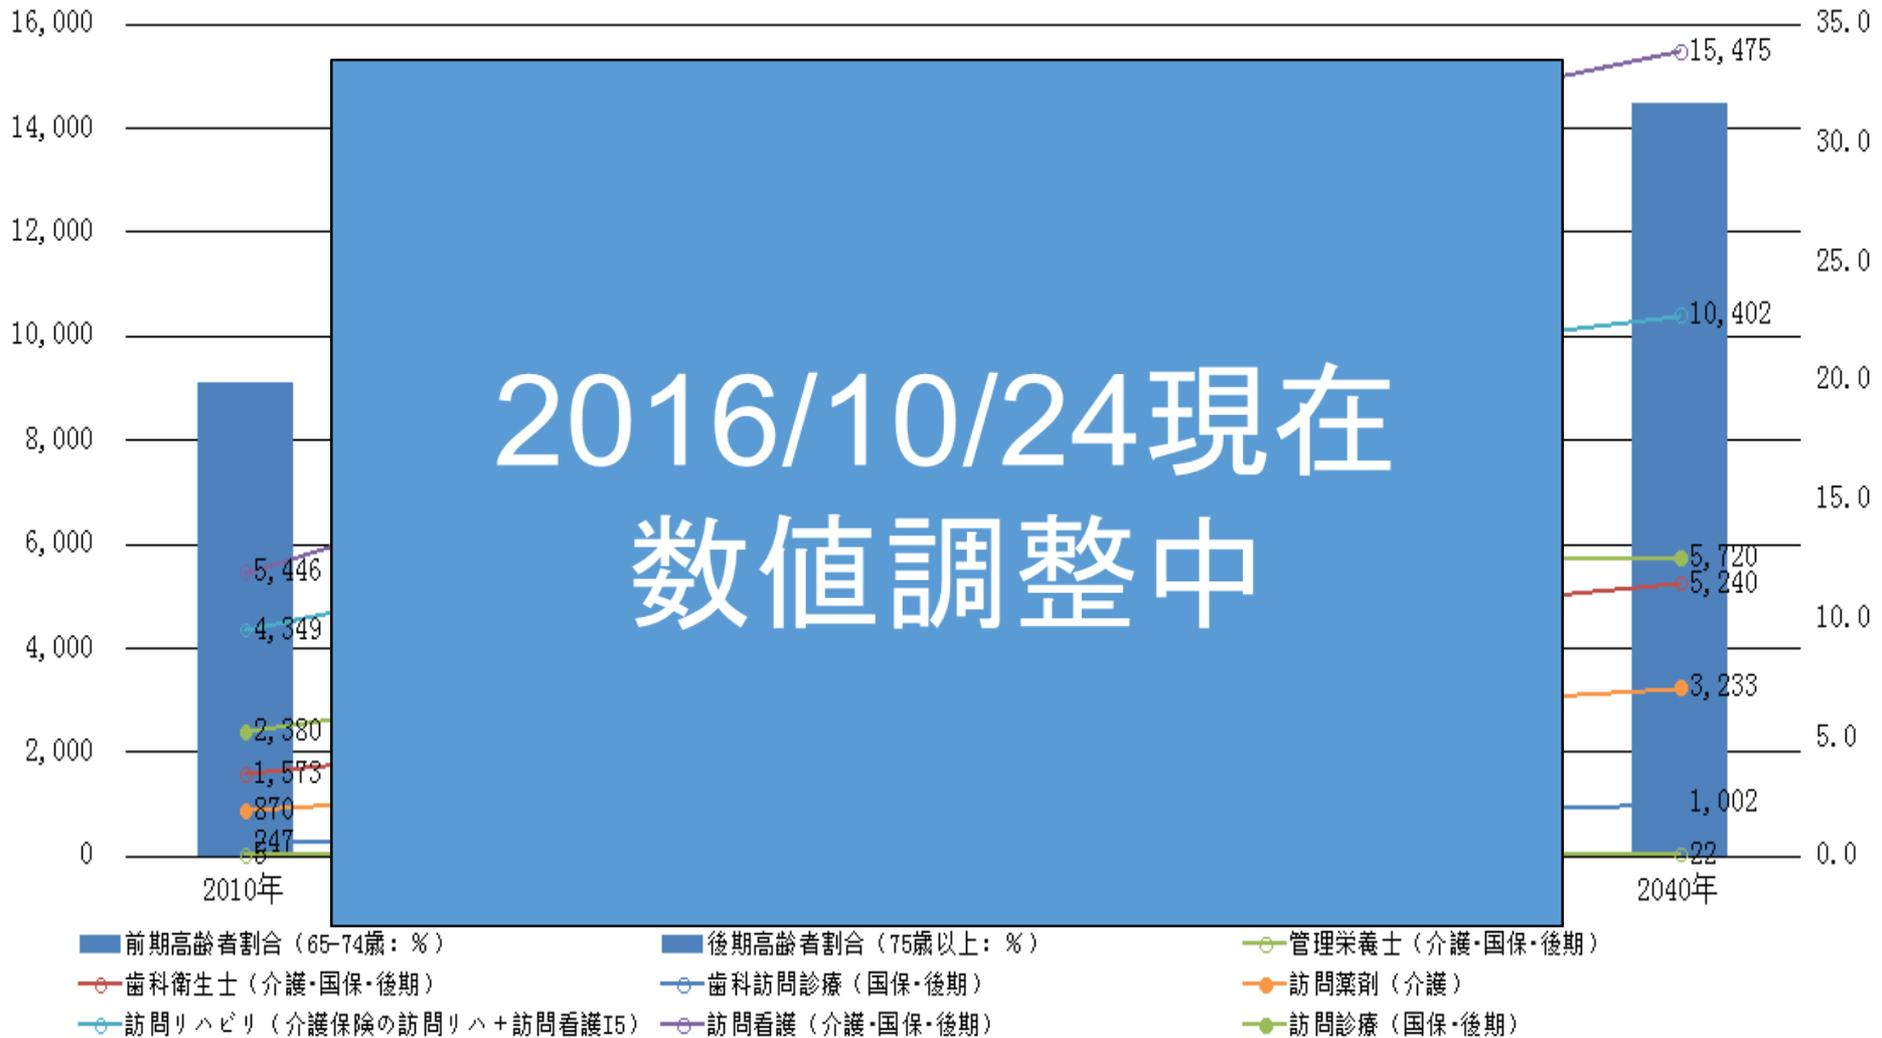 16,000
14,000
12,000
10,000
8,000
6,000
4,000
2,000
0
35.0
30.0
25.0
20.0
15.0
10.0
5.0
0.0
2016/10/24現在
数値調整中
5,446
4,349
2,380
1,573
870
247
15,475
10,402
5,720
5,240
3,233
1,002
22
2010年
2040年
前期高齢者割合（65-74歳：％）
後期高齢者割合（75歳以上：％）
管理栄養士（介護・国保・後期）
歯科衛生士（介護・国保・後期）
歯科訪問診療（国保・後期）
訪問薬剤（介護）
訪問リハビリ（介護保険の訪問リハ＋訪問看護I5）
訪問看護（介護・国保・後期）
訪問診療（国保・後期）